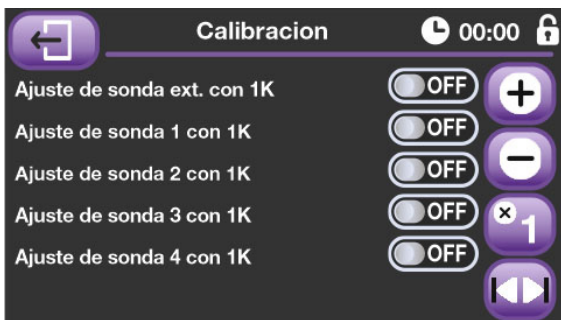 Calibracion 00:00
Ajuste de sonda ext. con 1K OFF
Ajuste de sonda 1 con 1K OFF
Ajuste de sonda 2 con 1K OFF
Ajuste de sonda 3 con 1K OFF
Ajuste de sonda 4 con 1K OFF
+
−
×1